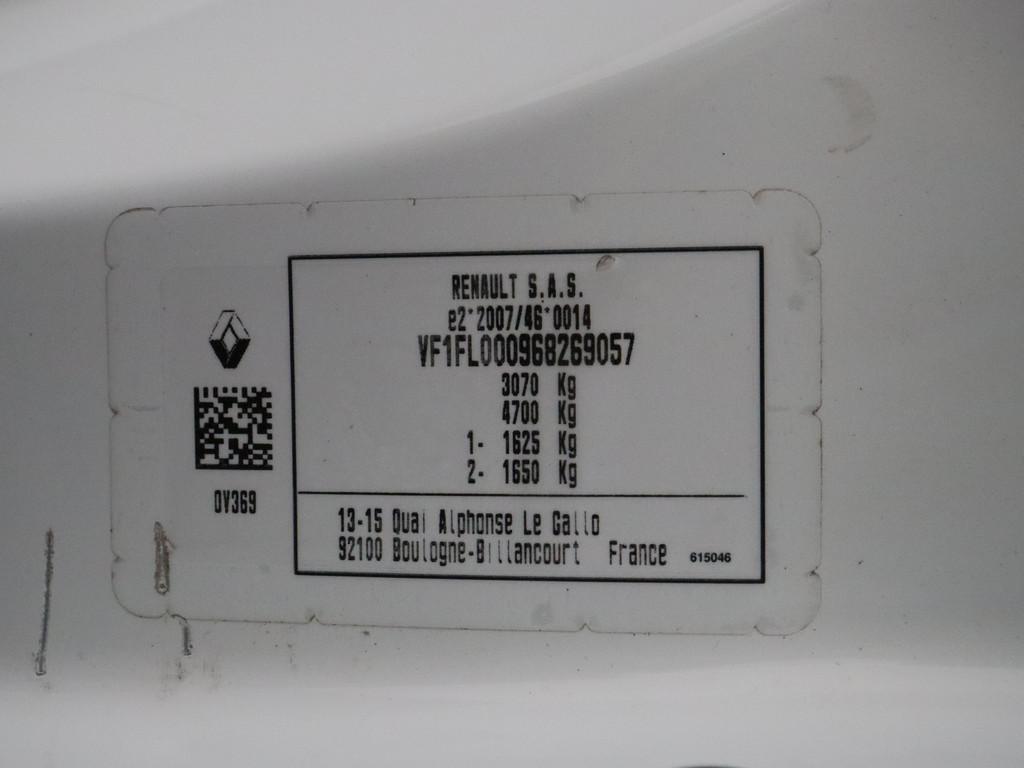 RENAULT S.A.S.
e2*2007/46*0014
VF1FL000968269057
3070 Kg
4700 Kg
1- 1625 Kg
2- 1650 Kg
0V369
13-15 Quai Alphonse Le Gallo
92100 Boulogne-Billancourt France 615046